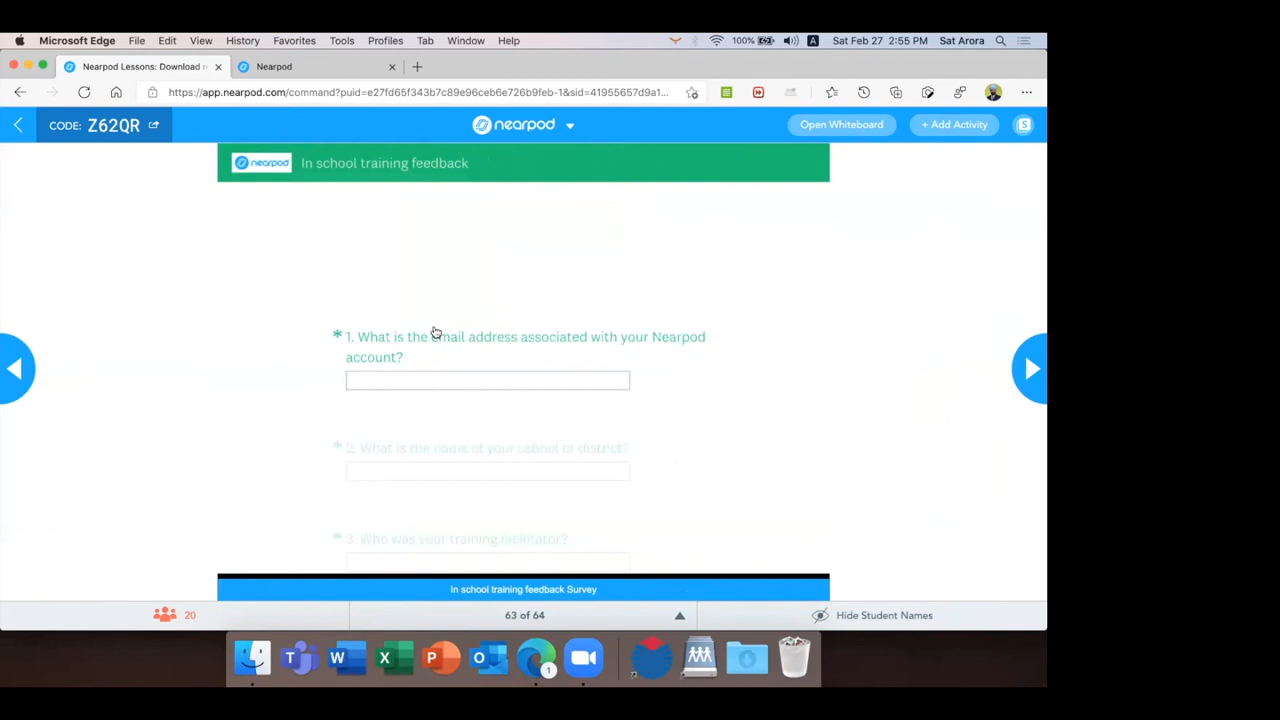 Microsoft Edge File Edit View History Favorites Tools Profiles Tab Window Help 100% A Sat Feb 27 2:55 PM Sat Arora
Nearpod Lessons: Download r Nearpod
https://app.nearpod.com/command?puid=e27fd65f343b7c89e96ceb6e726b9feb-1&sid=41955657d9a1...
CODE: Z62QR nearpod Open Whiteboard + Add Activity S
nearpod In school training feedback
* 1. What is the email address associated with your Nearpod
account?
* 2. What is the name of your school or district?
* 3. Who was your training facilitator?
In school training feedback Survey
20 63 of 64 Hide Student Names
T W X P O 1